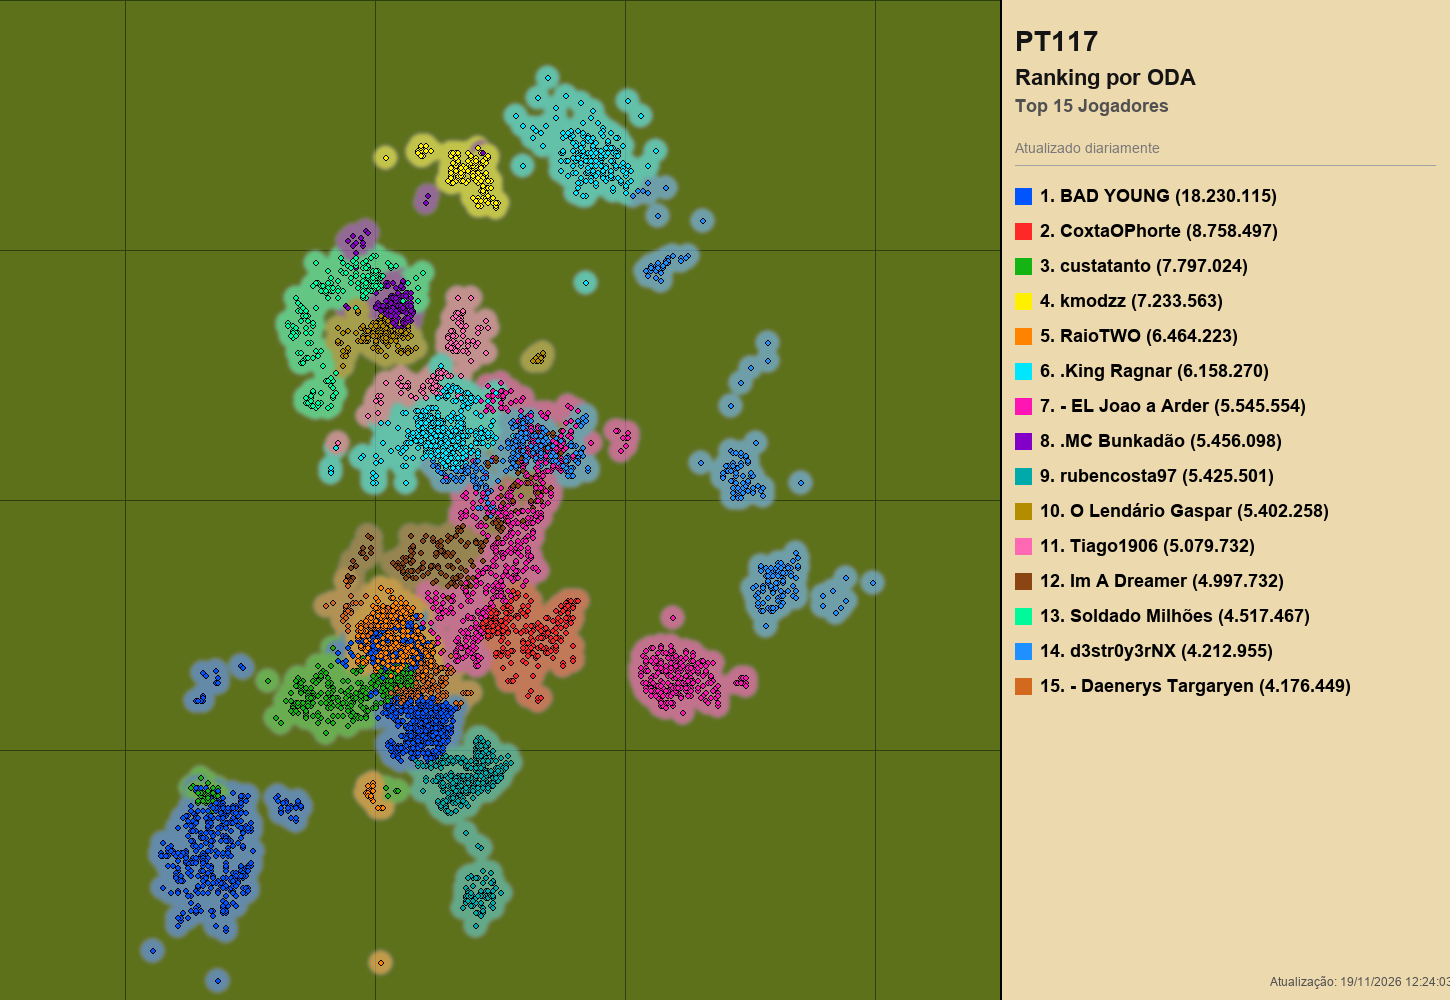 PT117
Ranking por ODA
Top 15 Jogadores
Atualizado diariamente
1. BAD YOUNG (18.230.115)
2. CoxtaOPhorte (8.758.497)
3. custatanto (7.797.024)
4. kmodzz (7.233.563)
5. RaioTWO (6.464.223)
6. .King Ragnar (6.158.270)
7. - EL Joao a Arder (5.545.554)
8. .MC Bunkadão (5.456.098)
9. rubencosta97 (5.425.501)
10. O Lendário Gaspar (5.402.258)
11. Tiago1906 (5.079.732)
12. Im A Dreamer (4.997.732)
13. Soldado Milhões (4.517.467)
14. d3str0y3rNX (4.212.955)
15. - Daenerys Targaryen (4.176.449)
Atualização: 19/11/2026 12:24:03